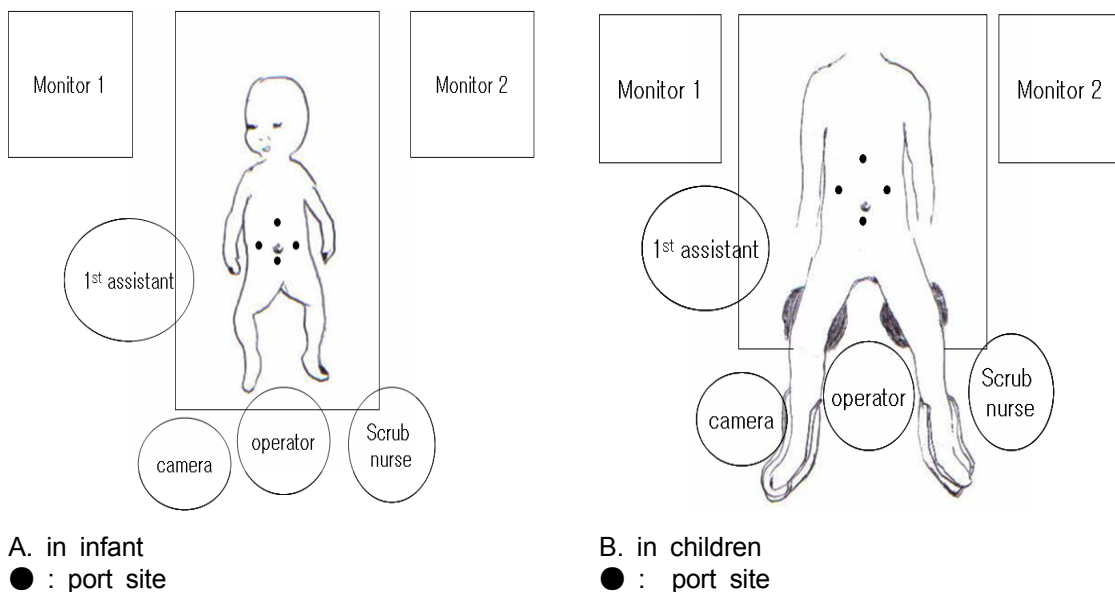 Monitor 1
Monitor 2
1st assistant
camera
operator
Scrub
nurse
A. in infant
● : port site
Monitor 1
Monitor 2
1st assistant
camera
operator
Scrub
nurse
B. in children
● : port site